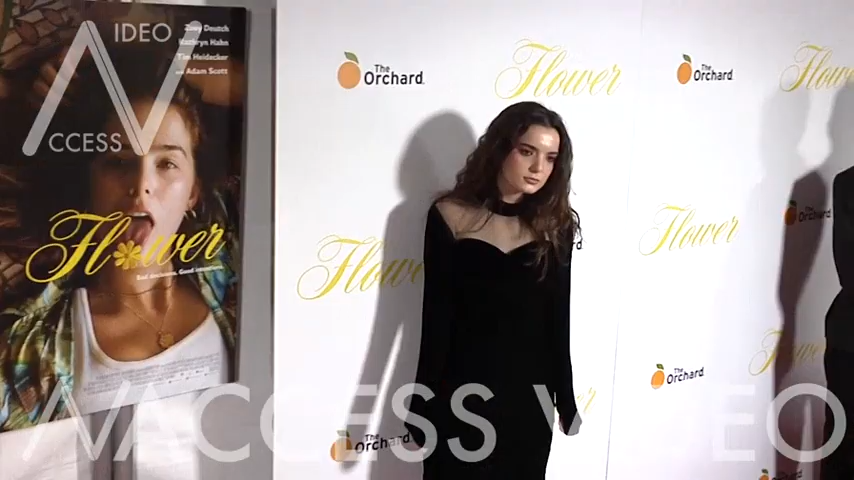 VIDEO
ACCESS
Zoey Deutch
Kathryn Hahn
Tim Heidecker
and Adam Scott
Flower
Bad decisions. Good intentions.
The
Orchard
Flower
The
Orchard
Flower
Flower
Flower
The
Orchard
Flower
The
Orchard
The
Orchard
ACCESS VIDEO